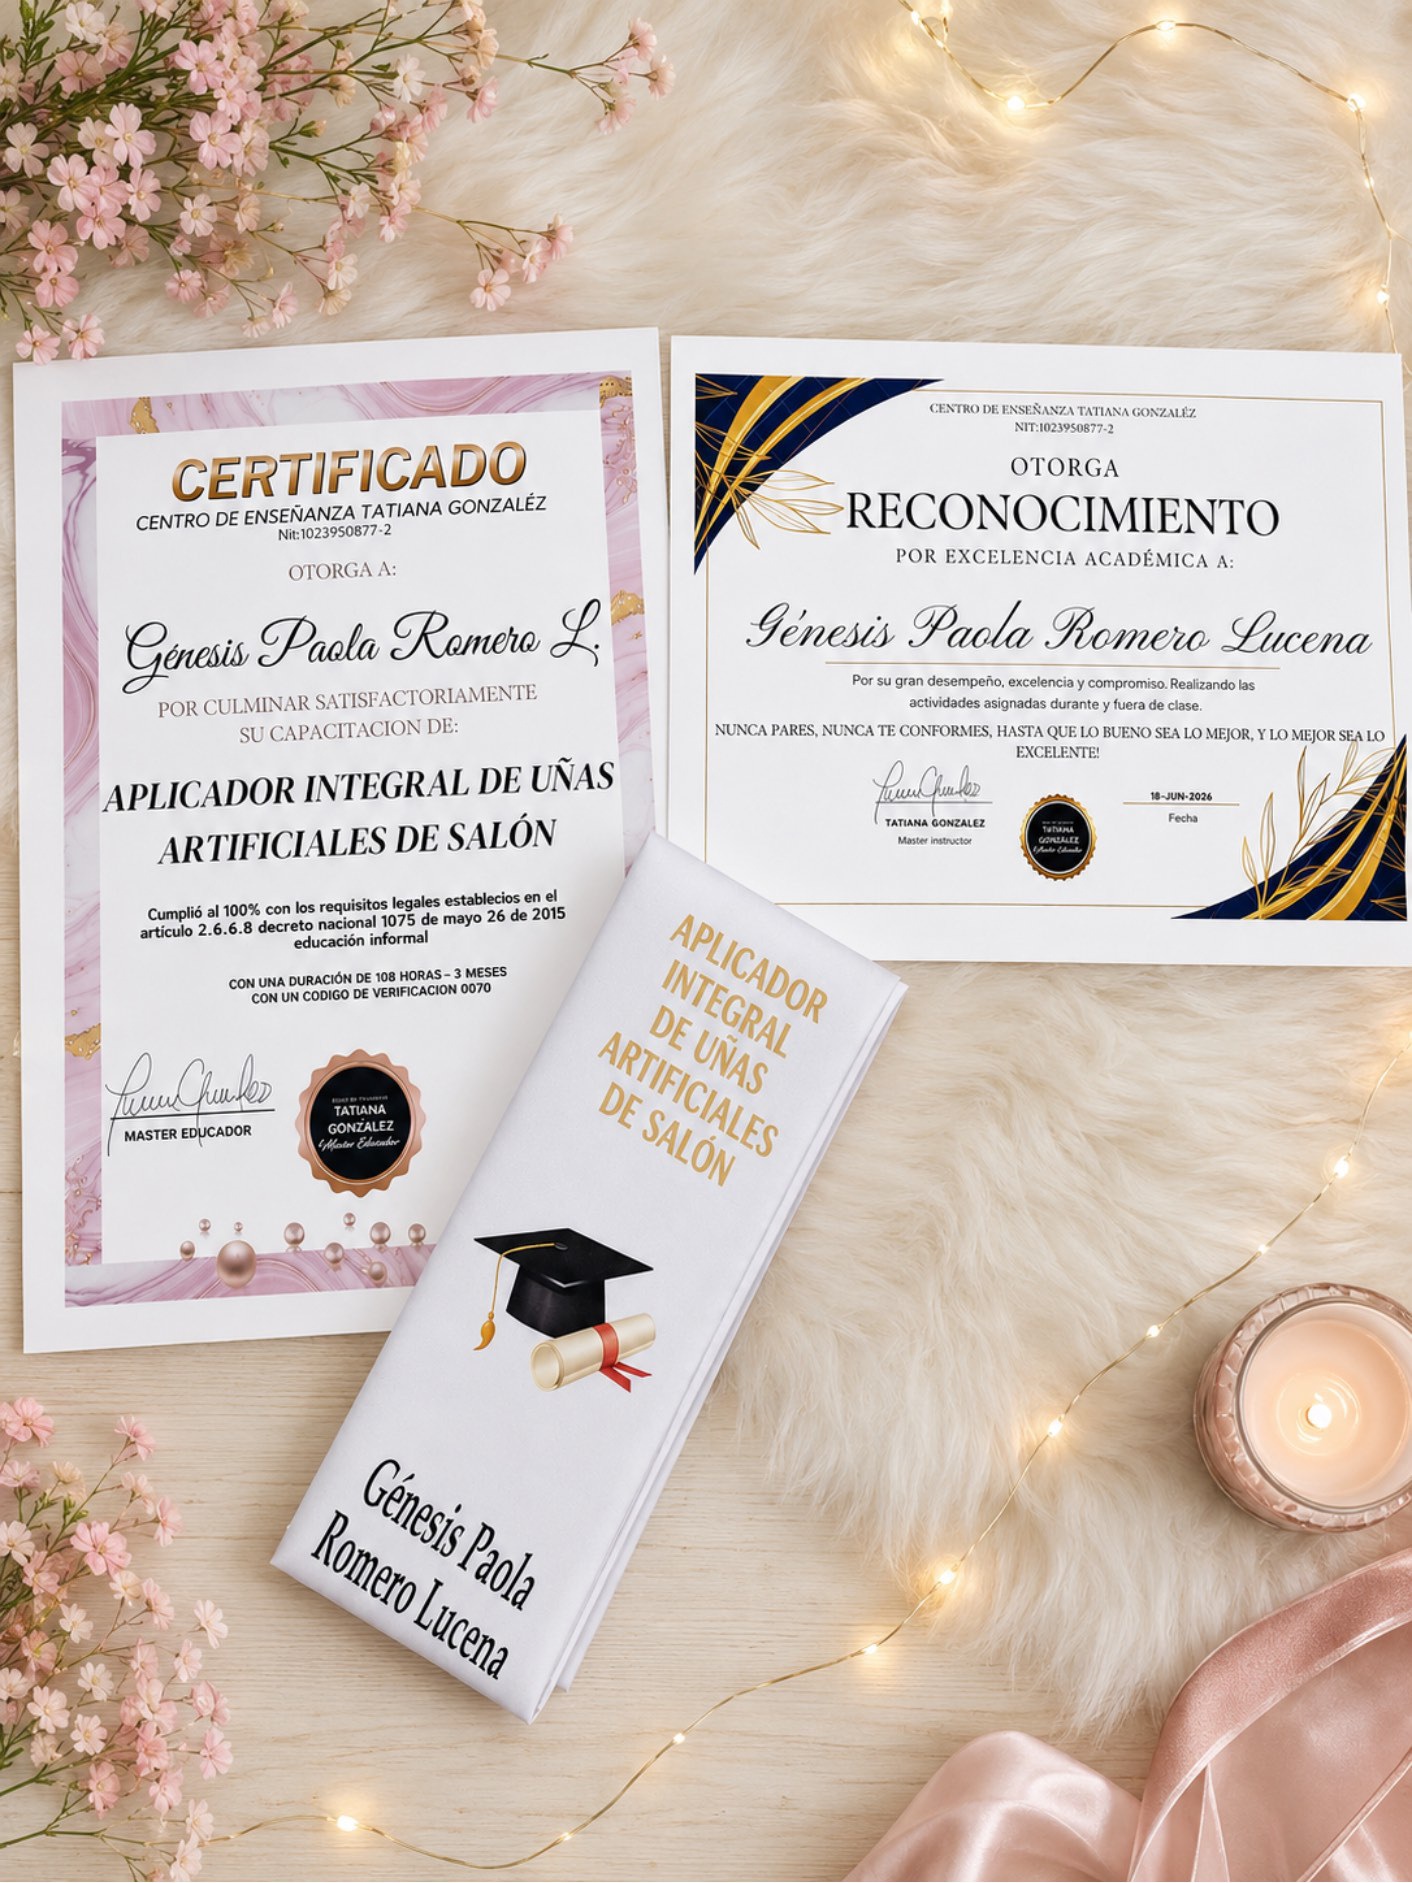 CERTIFICADO
CENTRO DE ENSEÑANZA TATIANA GONZALÉZ
Nit:1023950877-2
OTORGA A:
Génesis Paola Romero L.
POR CULMINAR SATISFACTORIAMENTE
SU CAPACITACION DE:
APLICADOR INTEGRAL DE UÑAS
ARTIFICIALES DE SALÓN
Cumplió al 100% con los requisitos legales establecios en el
artículo 2.6.6.8 decreto nacional 1075 de mayo 26 de 2015
educación informal
CON UNA DURACIÓN DE 108 HORAS – 3 MESES
CON UN CODIGO DE VERIFICACION 0070
MASTER EDUCADOR
TATIANA
GONZALEZ
Master Educador
CENTRO DE ENSEÑANZA TATIANA GONZALÉZ
NIT:1023950877-2
OTORGA
RECONOCIMIENTO
POR EXCELENCIA ACADÉMICA A:
Génesis Paola Romero Lucena
Por su gran desempeño, excelencia y compromiso. Realizando las
actividades asignadas durante y fuera de clase.
NUNCA PARES, NUNCA TE CONFORMES, HASTA QUE LO BUENO SEA LO MEJOR, Y LO MEJOR SEA LO
EXCELENTE!
TATIANA GONZALEZ
Master instructor
TATIANA
GONZALEZ
Master Educador
18-JUN-2026
Fecha
APLICADOR
INTEGRAL
DE UÑAS
ARTIFICIALES
DE SALÓN
Génesis Paola
Romero Lucena